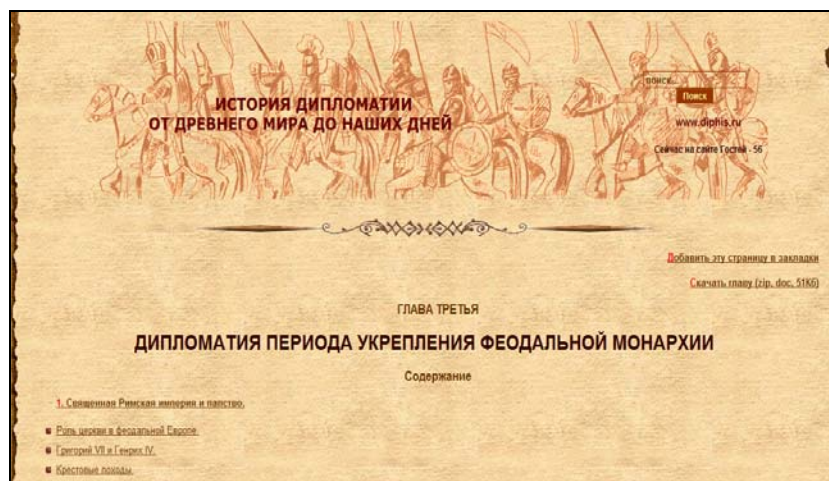 поиск...
Поиск
ИСТОРИЯ ДИПЛОМАТИИ
ОТ ДРЕВНЕГО МИРА ДО НАШИХ ДНЕЙ
www.diphis.ru
Сейчас на сайте Гостей - 56
Добавить эту страницу в закладки
Скачать главу (zip, doc, 51Кб)
ГЛАВА ТРЕТЬЯ
ДИПЛОМАТИЯ ПЕРИОДА УКРЕПЛЕНИЯ ФЕОДАЛЬНОЙ МОНАРХИИ
Содержание
1. Священная Римская империя и папство.
Роль церкви в феодальной Европе.
Григорий VII и Генрих IV.
Крестовые походы.